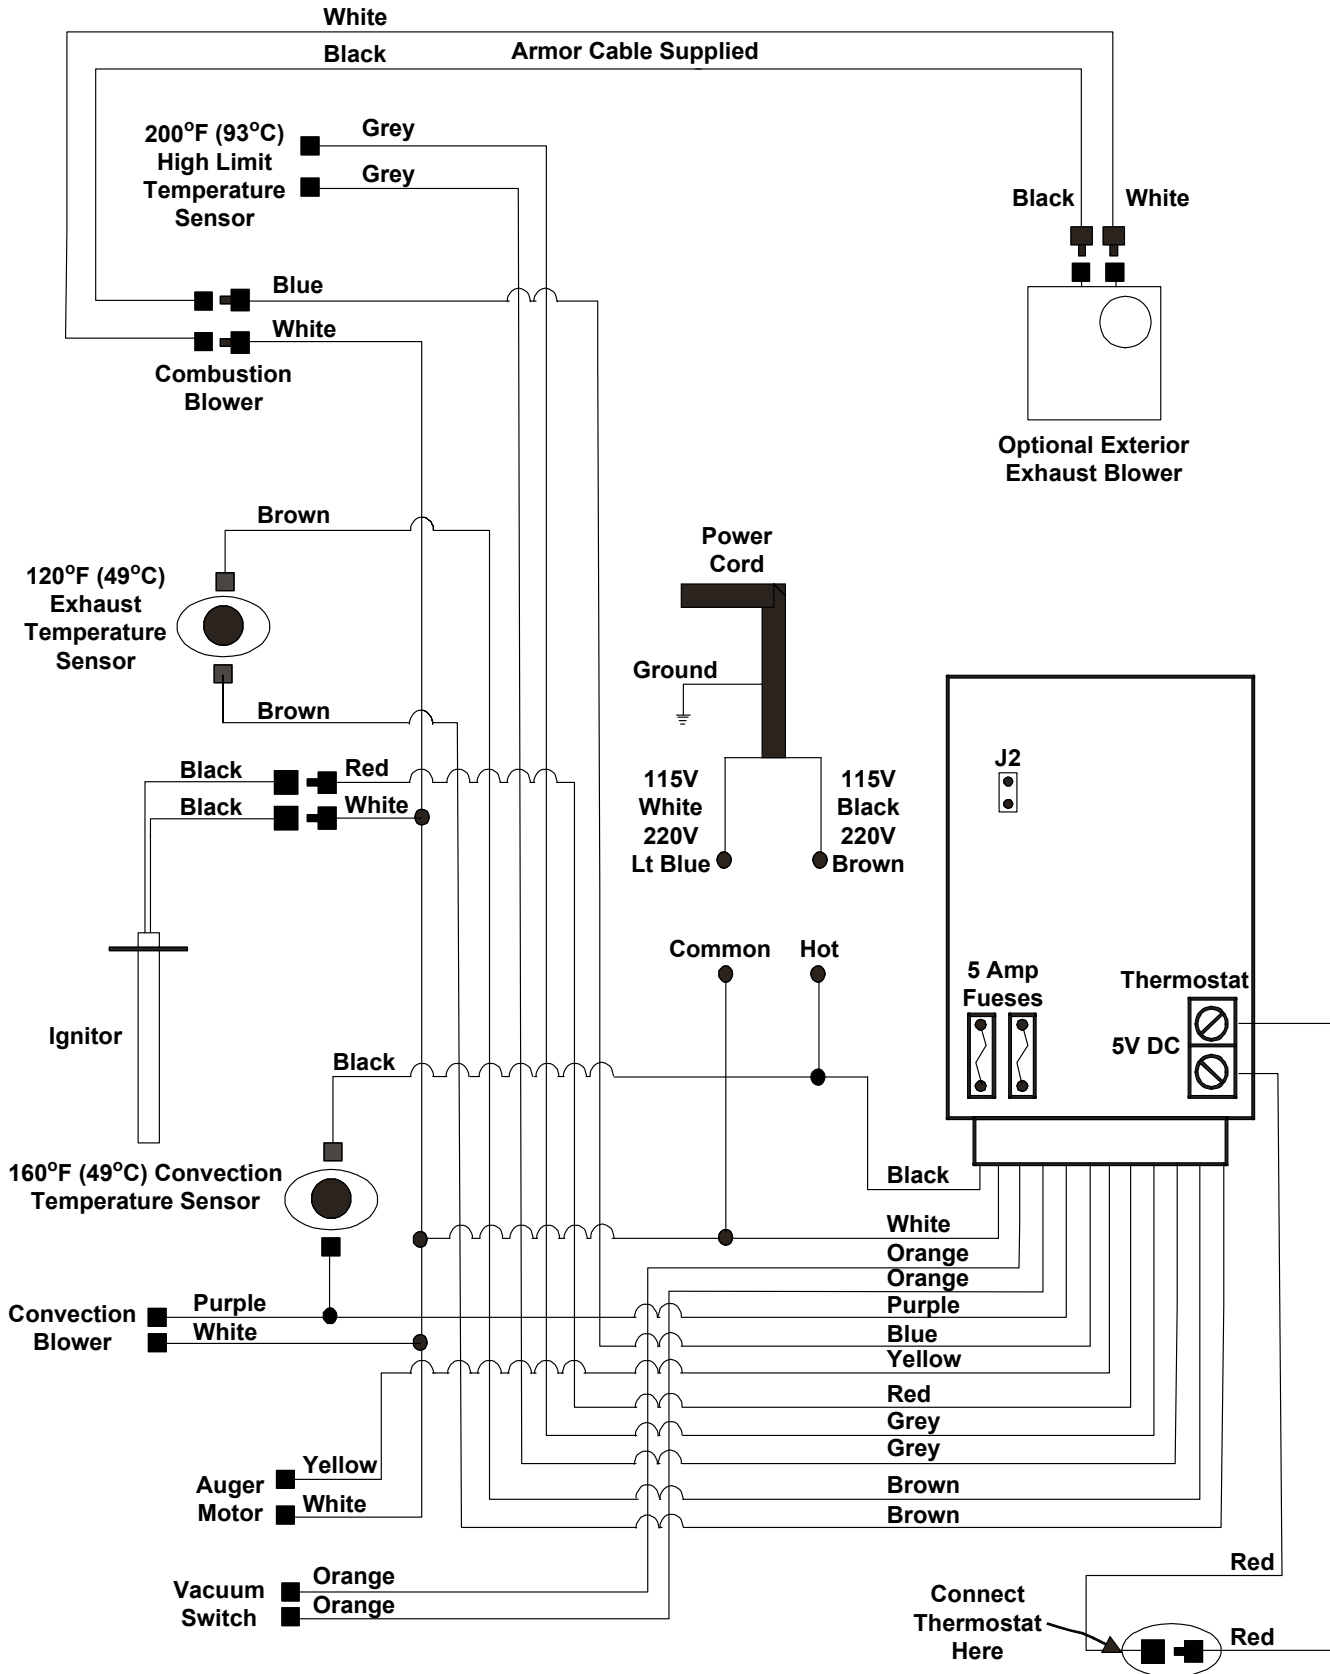 White
Black
Armor Cable Supplied
200°F (93°C)
High Limit
Temperature
Sensor
Grey
Grey
Black
White
Blue
White
Combustion
Blower
Optional Exterior
Exhaust Blower
Brown
120°F (49°C)
Exhaust
Temperature
Sensor
Brown
Power
Cord
Ground
115V
White
220V
Lt Blue
115V
Black
220V
Brown
Black
Red
Black
White
Ignitor
J2
Common
Hot
5 Amp
Fueses
Thermostat
5V DC
Black
160°F (49°C) Convection
Temperature Sensor
Black
White
Orange
Orange
Purple
Blue
Yellow
Red
Grey
Grey
Brown
Brown
Convection
Blower
Purple
White
Auger
Motor
Yellow
White
Vacuum
Switch
Orange
Orange
Connect
Thermostat
Here
Red
Red